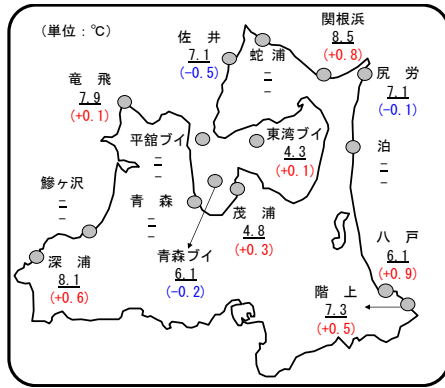 (単位：℃)
関根浜
8.5
(+0.8)
佐 井
7.1
(-0.5)
蛇 浦
-
-
尻労
7.1
(-0.1)
竜 飛
7.9
(+0.1)
平舘ブイ
-
-
東湾ブイ
4.3
(+0.1)
泊
-
-
鰺ヶ沢
-
-
青 森
-
-
茂 浦
4.8
(+0.3)
深 浦
8.1
(+0.6)
青森ブイ
6.1
(-0.2)
八 戸
6.1
(+0.9)
階 上
7.3
(+0.5)